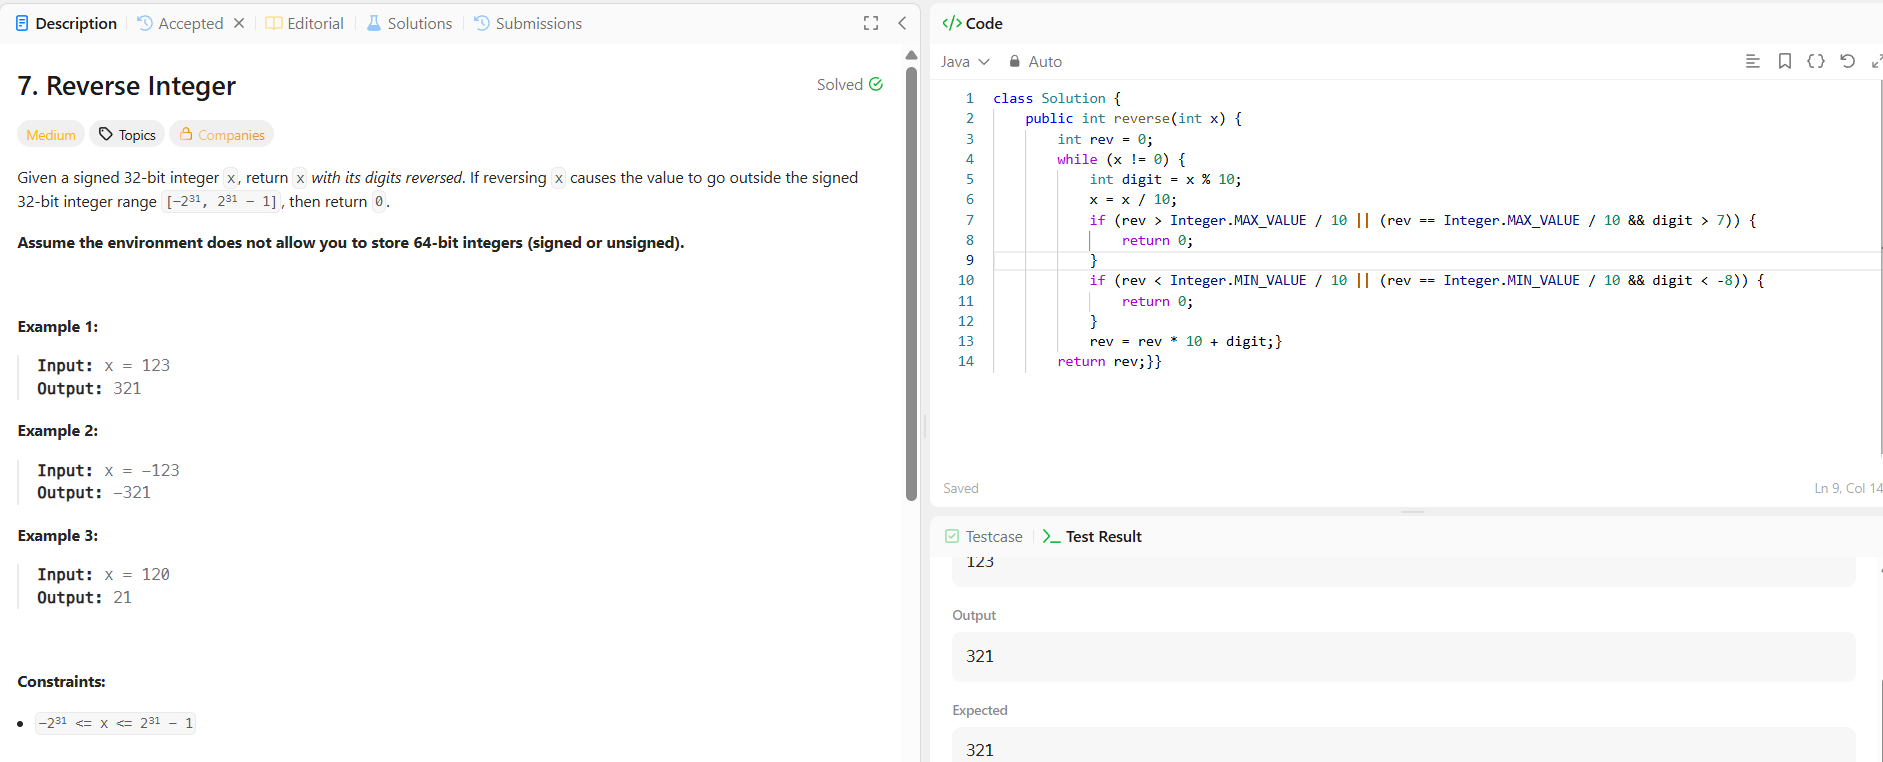 Description
Accepted
Editorial
Solutions
Submissions
7. Reverse Integer
Solved
Medium
Topics
Companies
Given a signed 32-bit integer x, return x with its digits reversed. If reversing x causes the value to go outside the signed
32-bit integer range [−2³¹, 2³¹ − 1], then return 0.
Assume the environment does not allow you to store 64-bit integers (signed or unsigned).
Example 1:
Input: x = 123
Output: 321
Example 2:
Input: x = −123
Output: −321
Example 3:
Input: x = 120
Output: 21
Constraints:
• −2³¹ <= x <= 2³¹ − 1
</> Code
Java
Auto
1 class Solution {
2     public int reverse(int x) {
3         int rev = 0;
4         while (x != 0) {
5             int digit = x % 10;
6             x = x / 10;
7             if (rev > Integer.MAX_VALUE / 10 || (rev == Integer.MAX_VALUE / 10 && digit > 7)) {
8                 return 0;
9             }
10             if (rev < Integer.MIN_VALUE / 10 || (rev == Integer.MIN_VALUE / 10 && digit < -8)) {
11                 return 0;
12             }
13             rev = rev * 10 + digit;}
14         return rev;}}
Saved
Ln 9, Col 14
Testcase
Test Result
123
Output
321
Expected
321